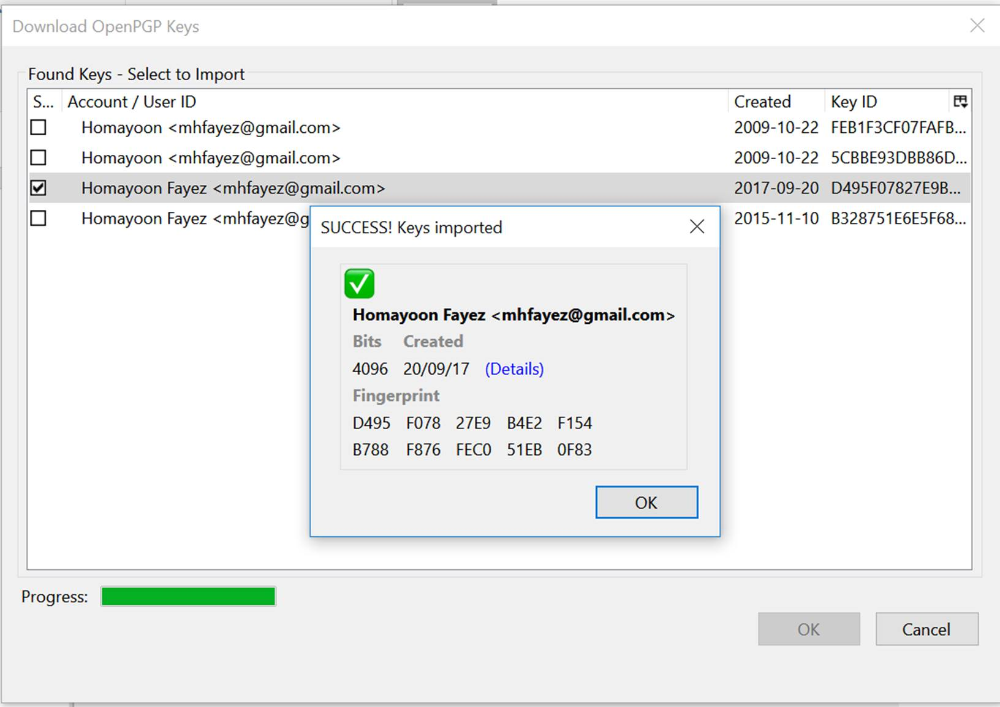 Download OpenPGP Keys
Found Keys - Select to Import
S... Account / User ID Created Key ID
Homayoon <mhfayez@gmail.com> 2009-10-22 FEB1F3CF07FAFB...
Homayoon <mhfayez@gmail.com> 2009-10-22 5CBBE93DBB86D...
Homayoon Fayez <mhfayez@gmail.com> 2017-09-20 D495F07827E9B...
Homayoon Fayez <mhfayez@g 2015-11-10 B328751E6E5F68...
SUCCESS! Keys imported
Homayoon Fayez <mhfayez@gmail.com>
Bits Created
4096 20/09/17 (Details)
Fingerprint
D495 F078 27E9 B4E2 F154
B788 F876 FEC0 51EB 0F83
OK
Progress:
OK Cancel